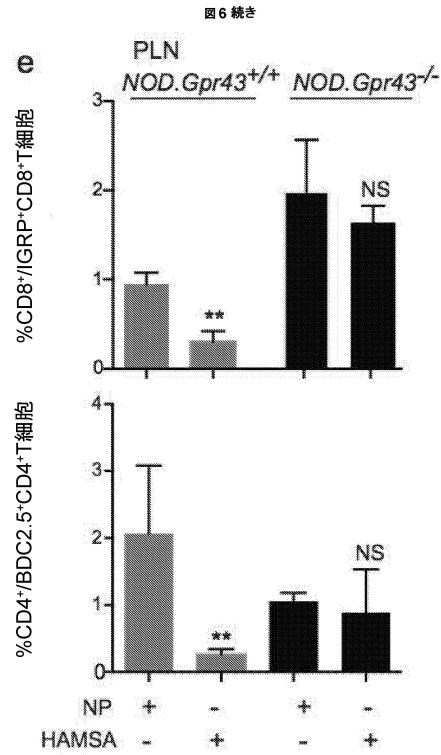 図6 続き
e
PLN
NOD.Gpr43+/+ NOD.Gpr43-/-
%CD8+/IGRP+CD8+T細胞
3
2
1
0
**
NS
%CD4+/BDC2.5+CD4+T細胞
4
3
2
1
0
**
NS
NP + - + -
HAMSA - + - +